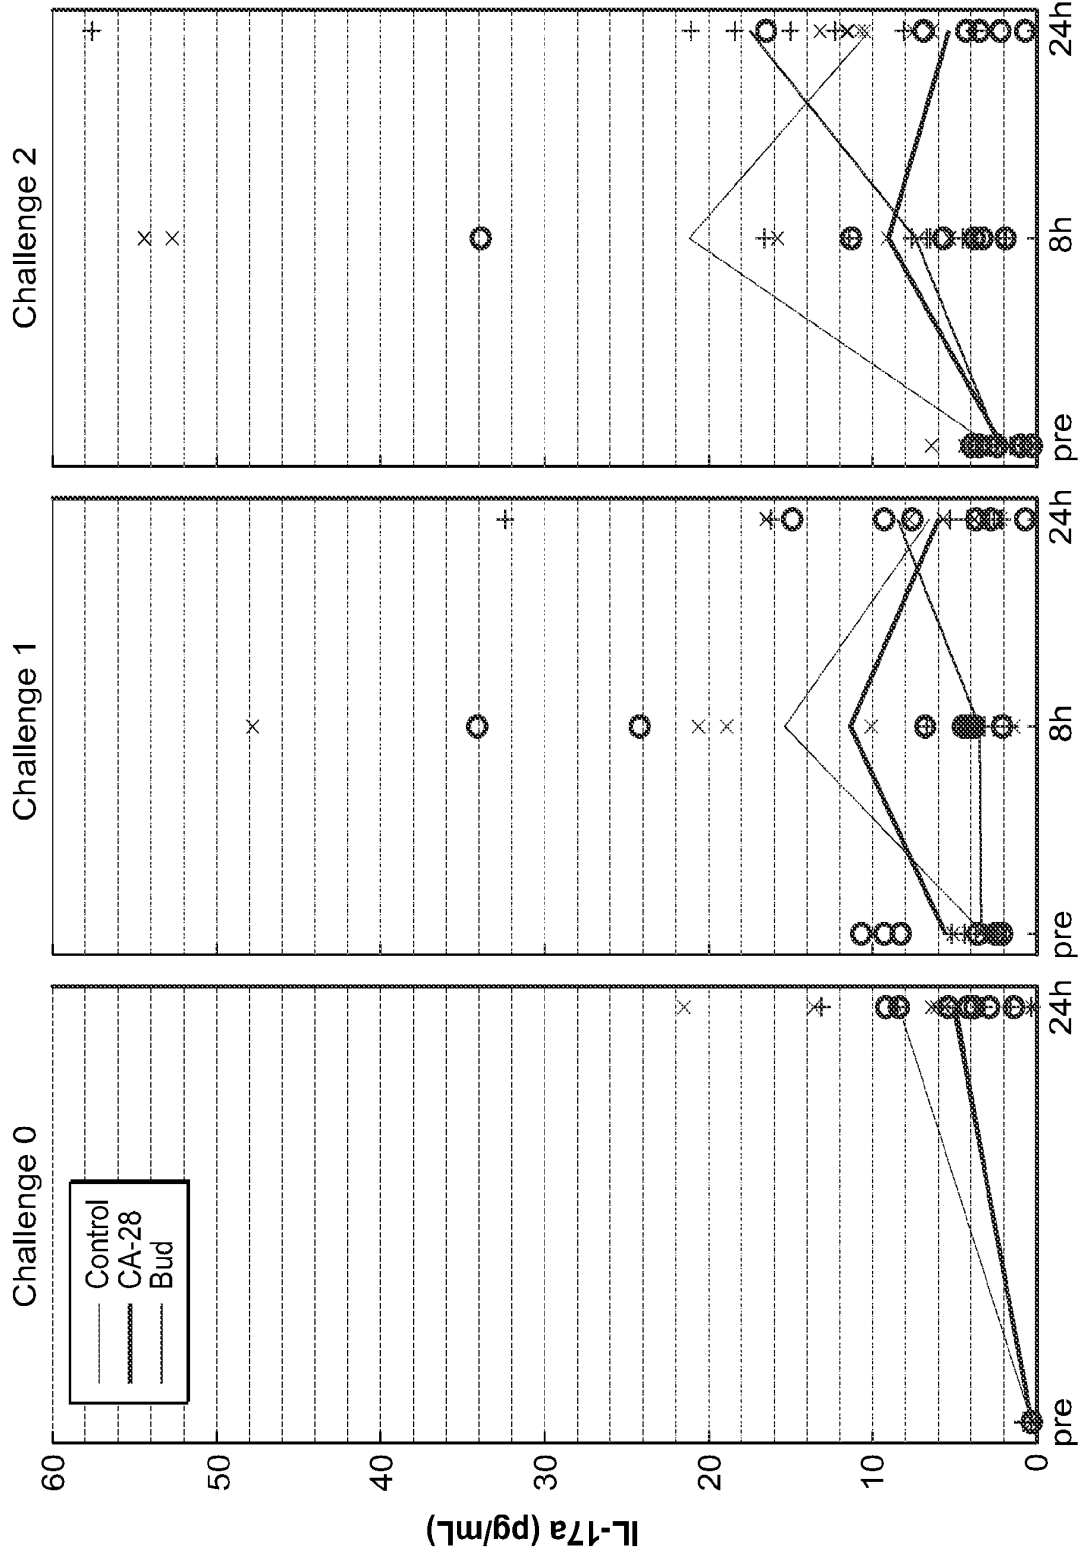 Challenge 0
Challenge 1
Challenge 2
Control
CA-28
Bud
IL-17a (pg/mL)
60
50
40
30
20
10
0
pre
24h
pre
8h
24h
pre
8h
24h